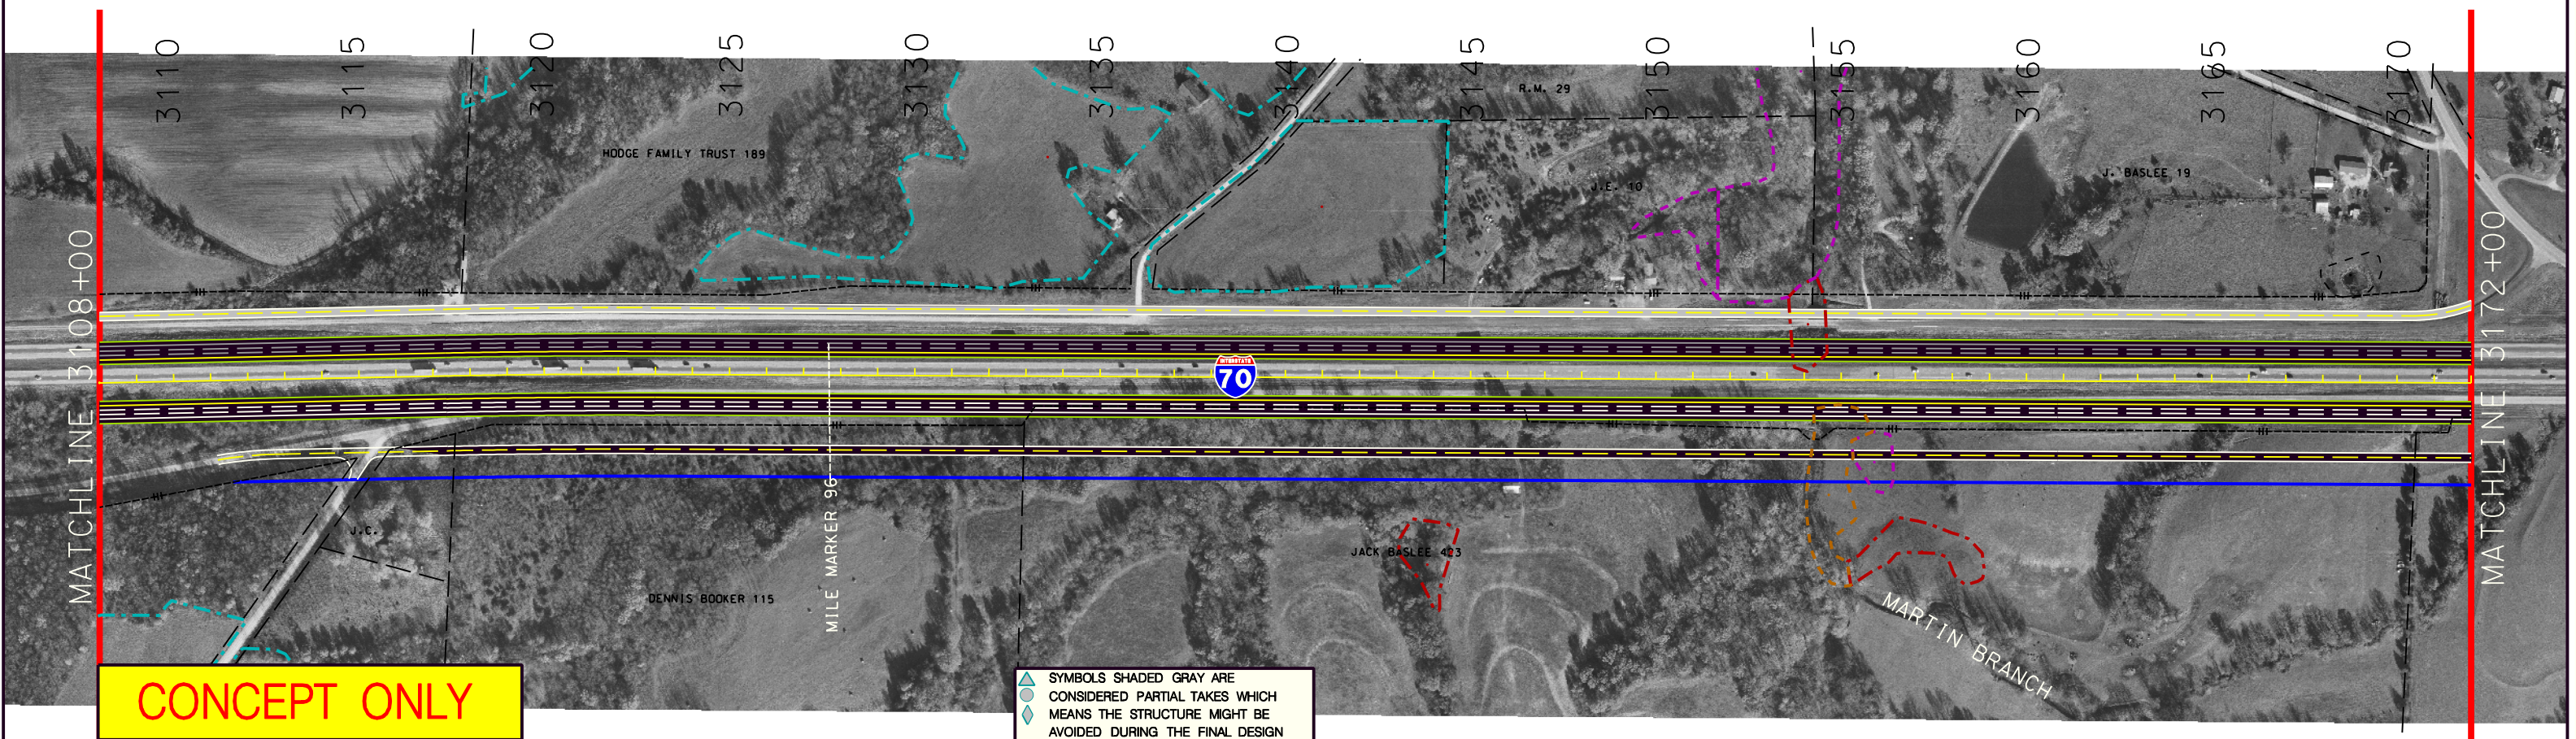 3110
3115
3120
3125
3130
3135
3140
3145
3150
3155
3160
3165
3170
R.M. 29
HODGE FAMILY TRUST 189
J.E. 10
J. BASLEE 19
MATCHLINE 3108+00
MATCHLINE 3172+00
INTERSTATE
70
MILE MARKER 96
J.C.
JACK BASLEE 423
DENNIS BOOKER 115
MARTIN BRANCH
CONCEPT ONLY
SYMBOLS SHADED GRAY ARE
CONSIDERED PARTIAL TAKES WHICH
MEANS THE STRUCTURE MIGHT BE
AVOIDED DURING THE FINAL DESIGN